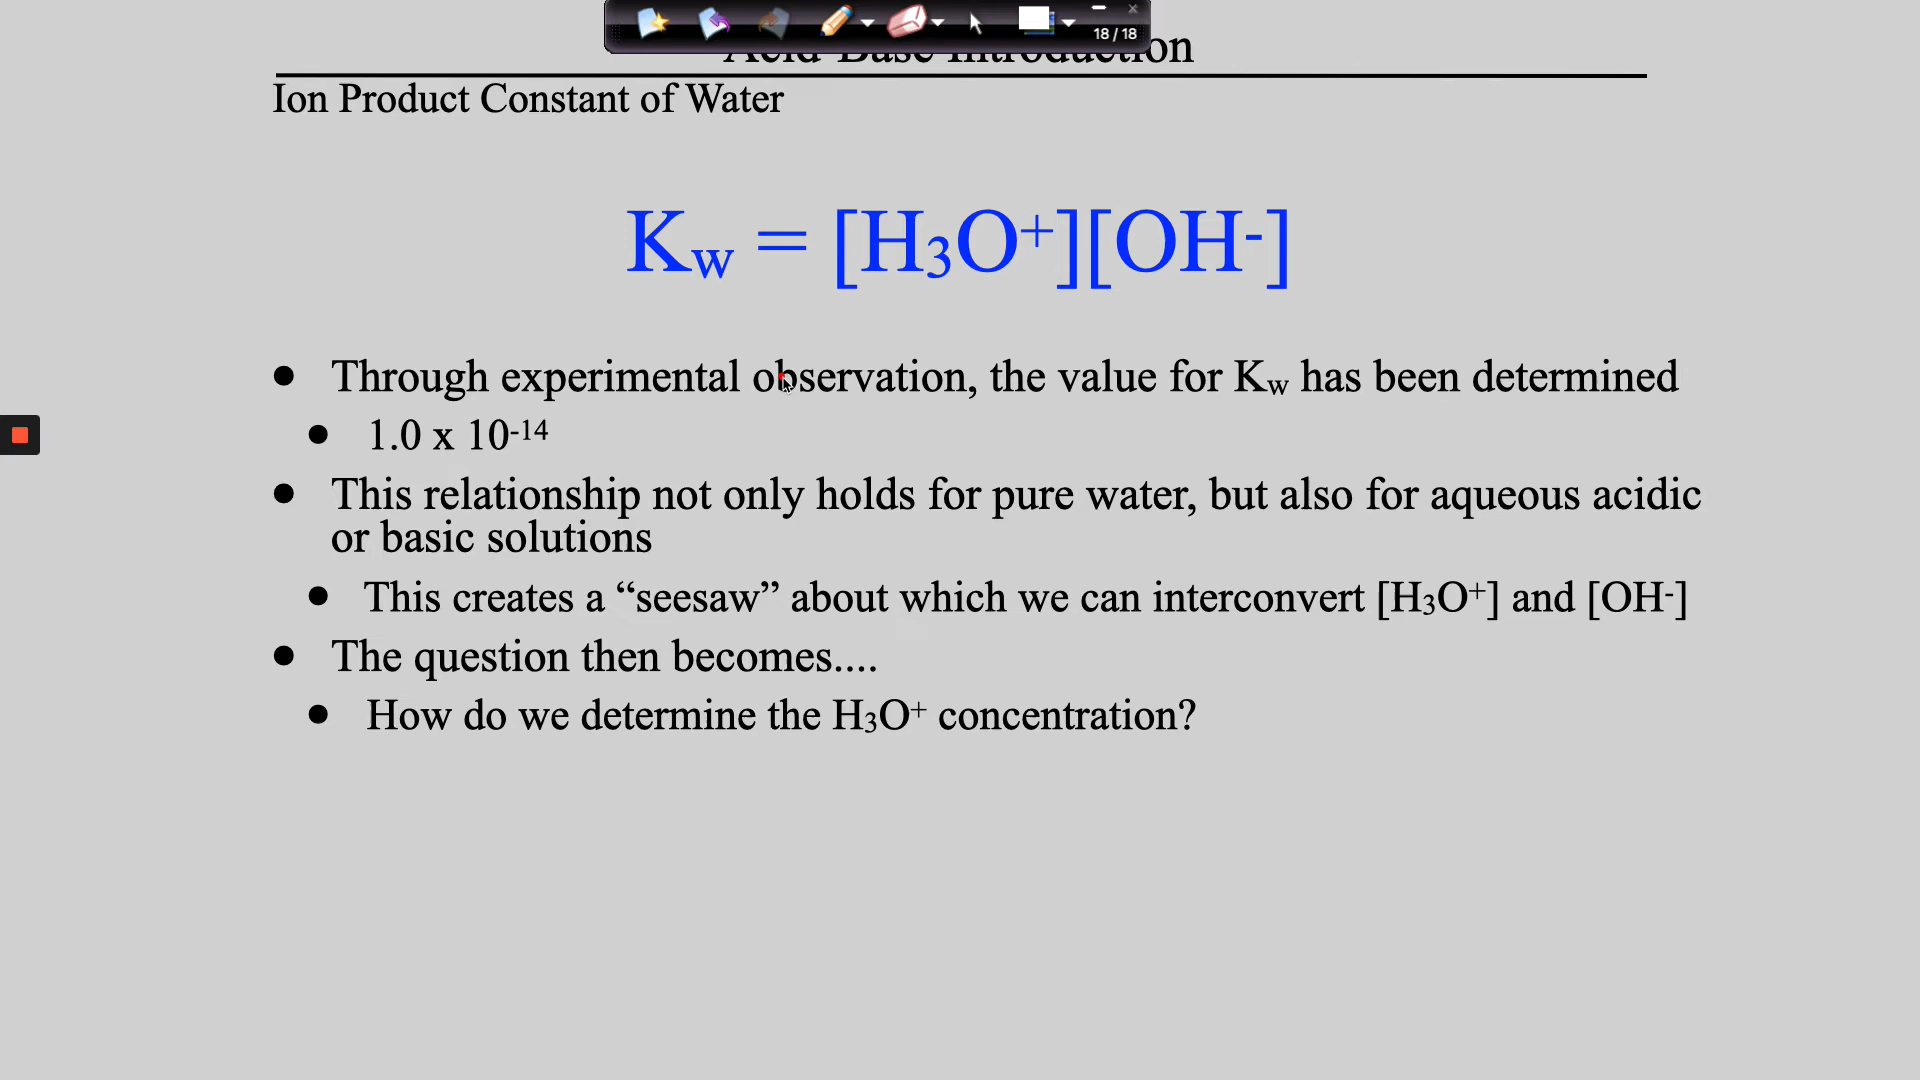 18 / 18
Acid-Base Introduction
Ion Product Constant of Water
Kw = [H3O+][OH-]
● Through experimental observation, the value for Kw has been determined
● 1.0 x 10-14
● This relationship not only holds for pure water, but also for aqueous acidic
or basic solutions
● This creates a “seesaw” about which we can interconvert [H3O+] and [OH-]
● The question then becomes....
● How do we determine the H3O+ concentration?